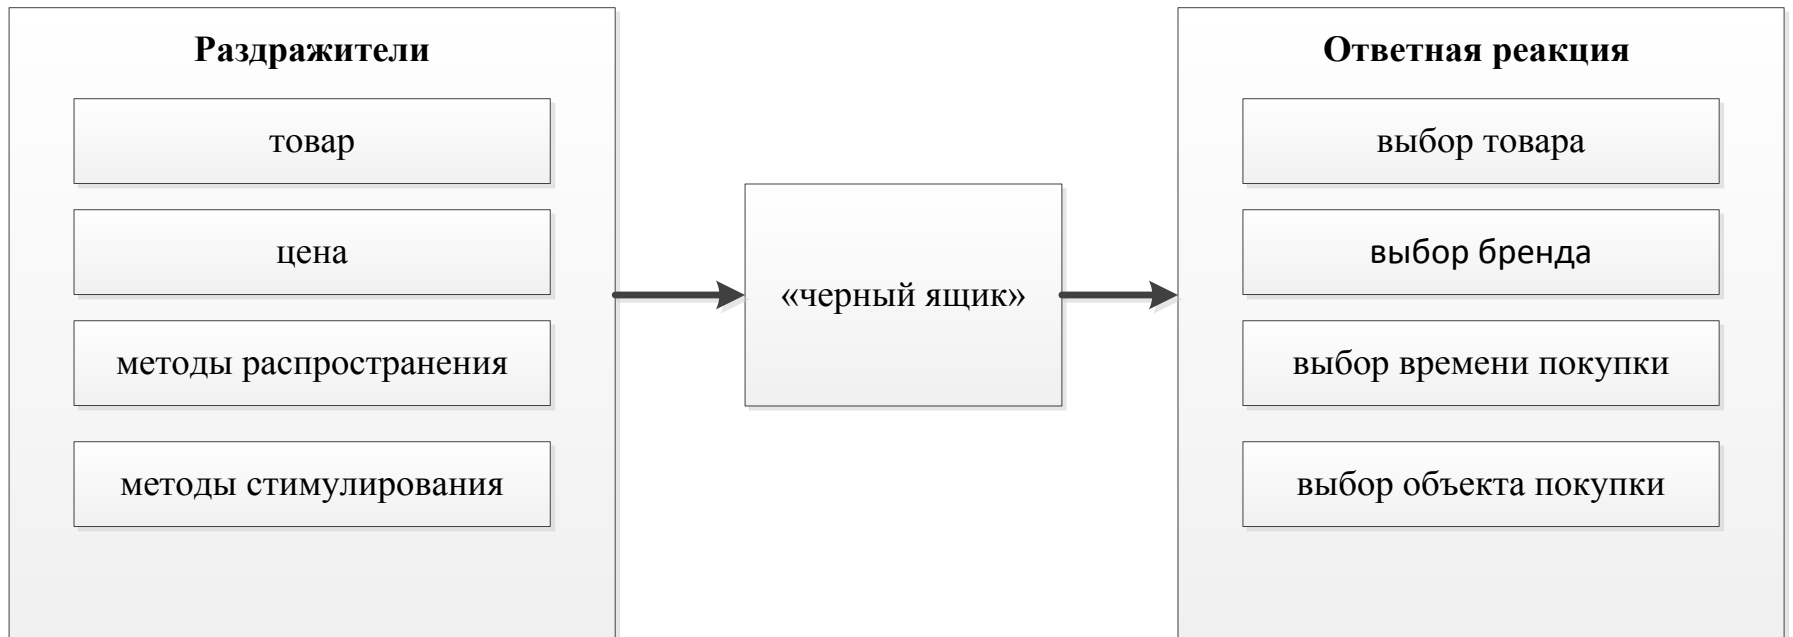 Раздражители
товар
цена
методы распространения
методы стимулирования
«черный ящик»
Ответная реакция
выбор товара
выбор бренда
выбор времени покупки
выбор объекта покупки